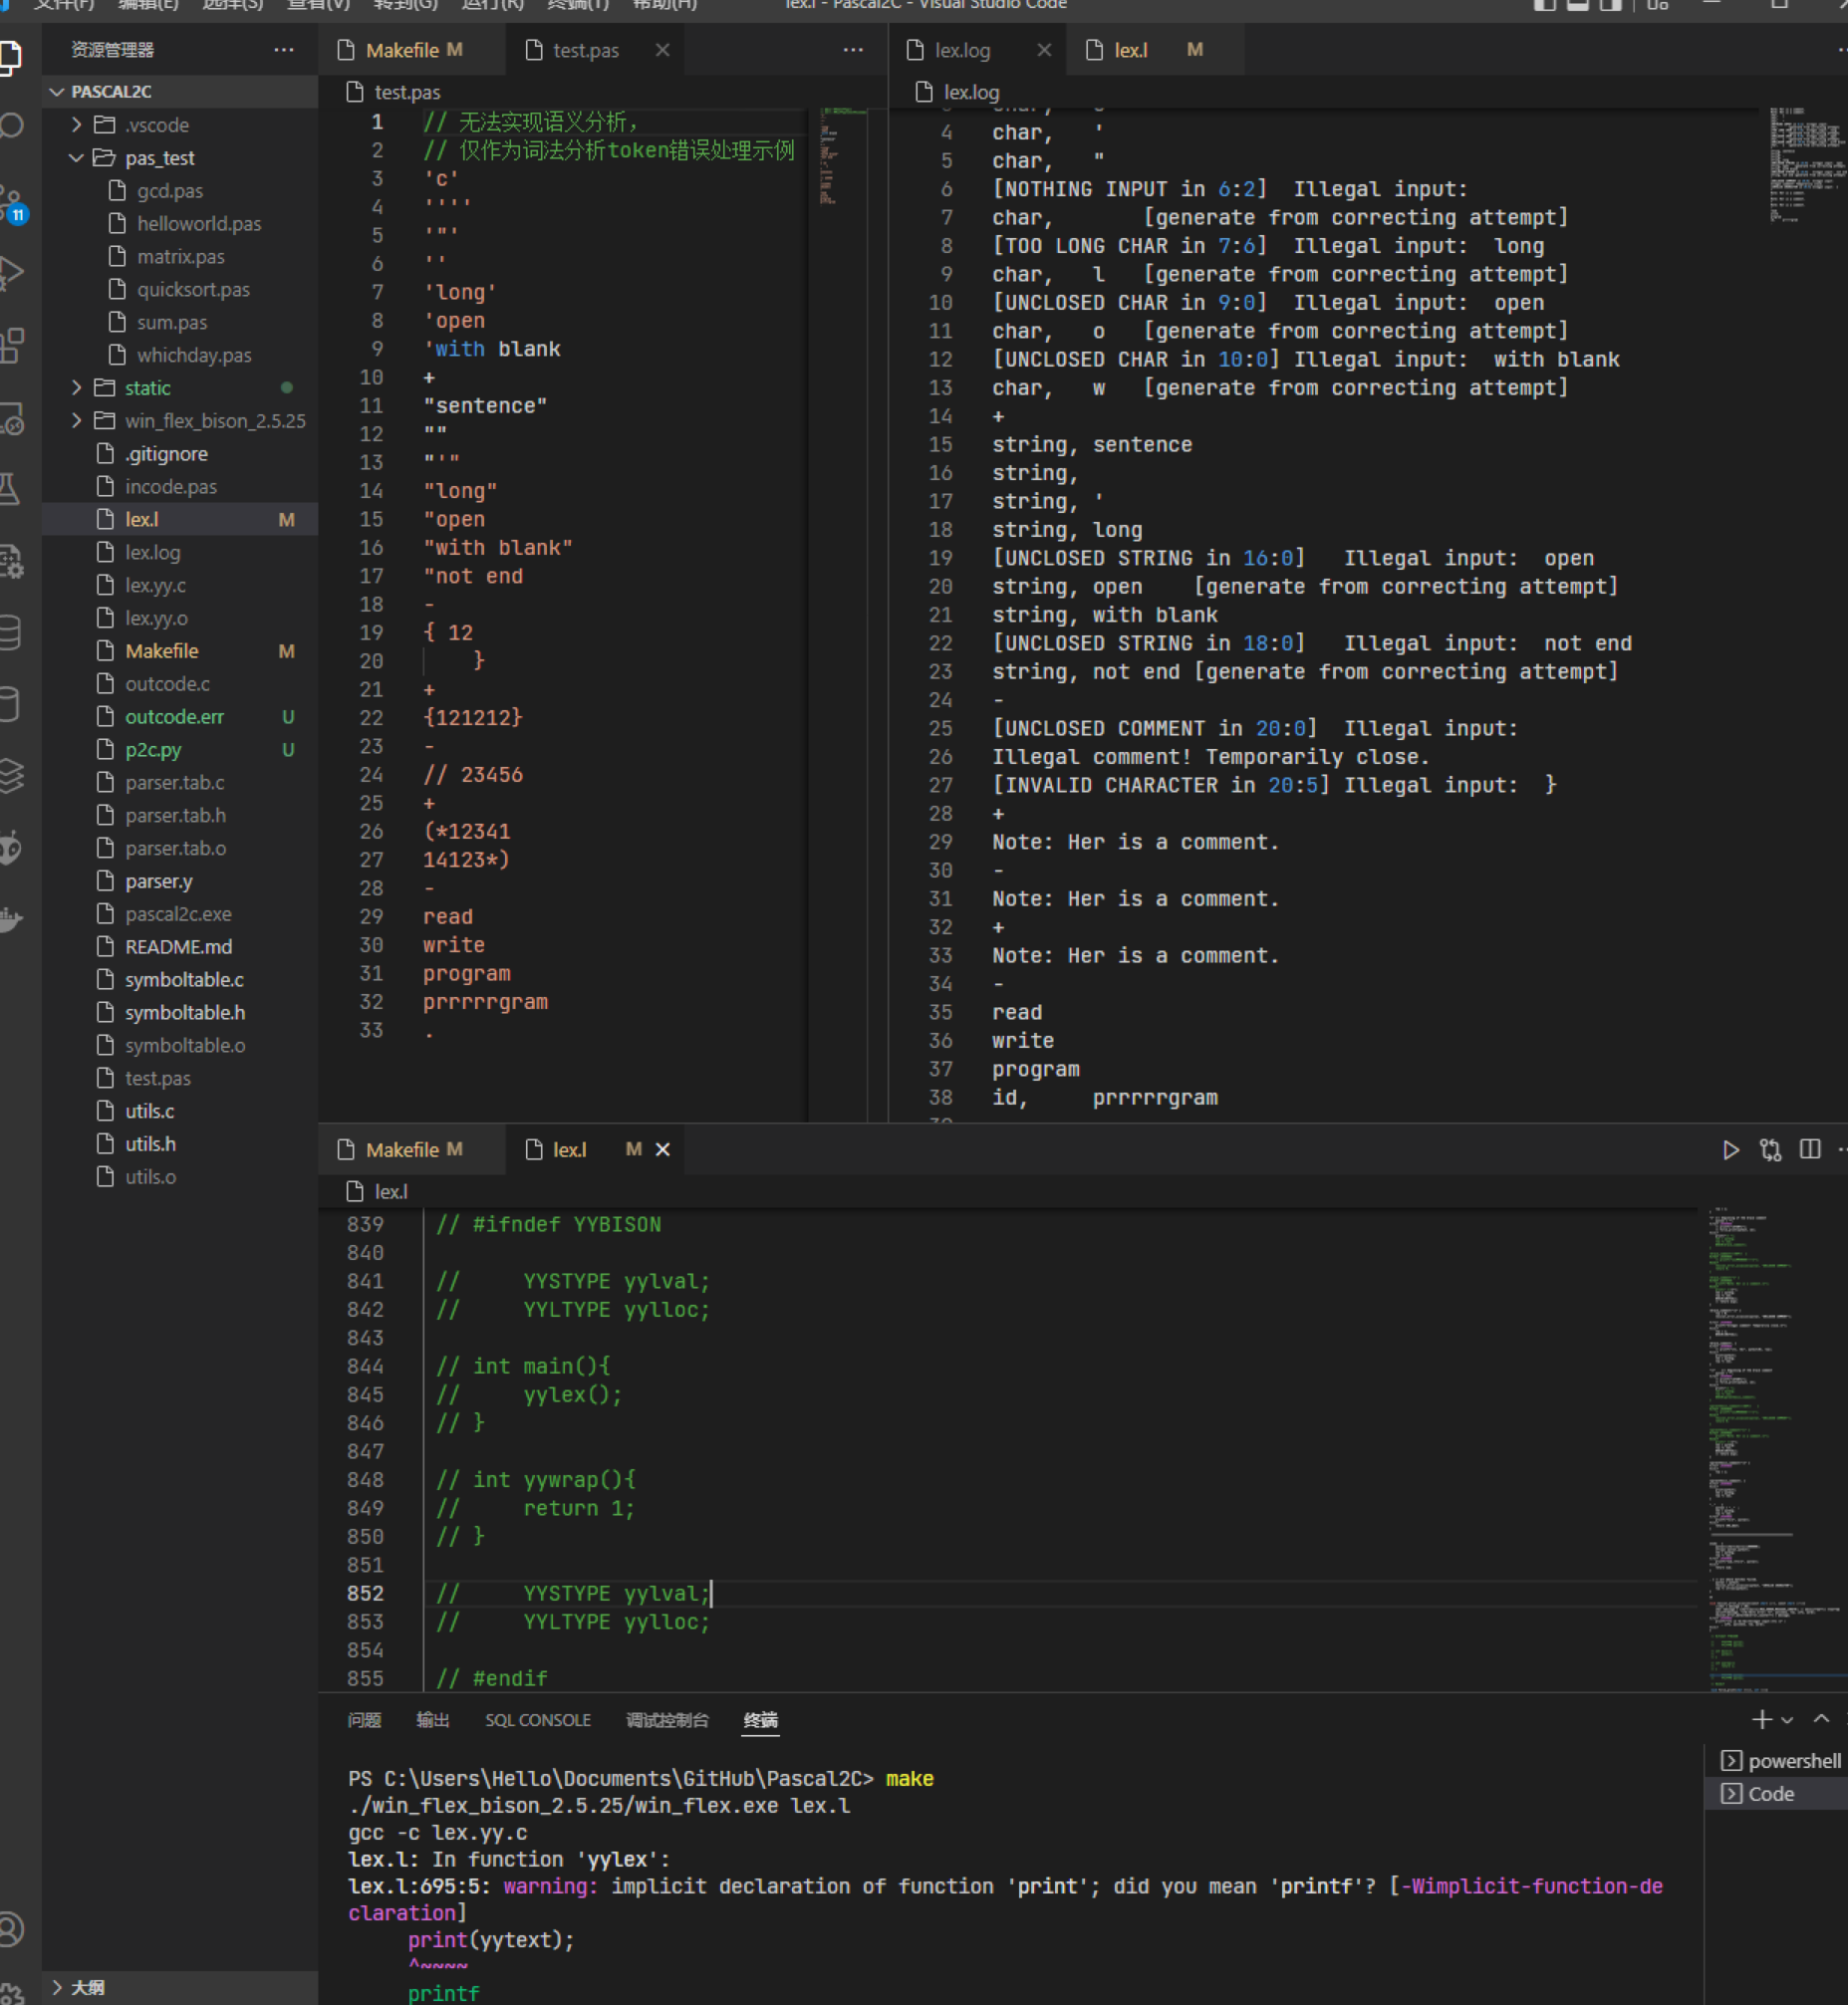 文件(F) 编辑(E) 选择(S) 查看(V) 转到(G) 运行(R) 终端(T) 帮助(H) lex.l - Pascal2C - Visual Studio Code
资源管理器 ···
PASCAL2C
.vscode
pas_test
gcd.pas
helloworld.pas
matrix.pas
quicksort.pas
sum.pas
whichday.pas
static
win_flex_bison_2.5.25
.gitignore
incode.pas
lex.l M
lex.log
lex.yy.c
lex.yy.o
Makefile M
outcode.c
outcode.err U
p2c.py U
parser.tab.c
parser.tab.h
parser.tab.o
parser.y
pascal2c.exe
README.md
symboltable.c
symboltable.h
symboltable.o
test.pas
utils.c
utils.h
utils.o
大纲
11
Makefile M test.pas
test.pas
1 // 无法实现语义分析，
2 // 仅作为词法分析token错误处理示例
3 'c'
4 ''''
5 '"'
6 ''
7 'long'
8 'open
9 'with blank
10 +
11 "sentence"
12 ""
13 "'"
14 "long"
15 "open
16 "with blank"
17 "not end
18 -
19 { 12
20     }
21 +
22 {121212}
23 -
24 // 23456
25 +
26 (*12341
27 14123*)
28 -
29 read
30 write
31 program
32 prrrrrgram
33 .
lex.log lex.l M
lex.log
4 char, '
5 char, "
6 [NOTHING INPUT in 6:2] Illegal input:
7 char, [generate from correcting attempt]
8 [TOO LONG CHAR in 7:6] Illegal input: long
9 char, l [generate from correcting attempt]
10 [UNCLOSED CHAR in 9:0] Illegal input: open
11 char, o [generate from correcting attempt]
12 [UNCLOSED CHAR in 10:0] Illegal input: with blank
13 char, w [generate from correcting attempt]
14 +
15 string, sentence
16 string,
17 string, '
18 string, long
19 [UNCLOSED STRING in 16:0] Illegal input: open
20 string, open [generate from correcting attempt]
21 string, with blank
22 [UNCLOSED STRING in 18:0] Illegal input: not end
23 string, not end [generate from correcting attempt]
24 -
25 [UNCLOSED COMMENT in 20:0] Illegal input:
26 Illegal comment! Temporarily close.
27 [INVALID CHARACTER in 20:5] Illegal input: }
28 +
29 Note: Her is a comment.
30 -
31 Note: Her is a comment.
32 +
33 Note: Her is a comment.
34 -
35 read
36 write
37 program
38 id, prrrrrgram
Makefile M lex.l M
lex.l
839 // #ifndef YYBISON
840
841 //     YYSTYPE yylval;
842 //     YYLTYPE yylloc;
843
844 // int main(){
845 //     yylex();
846 // }
847
848 // int yywrap(){
849 //     return 1;
850 // }
851
852 //     YYSTYPE yylval;
853 //     YYLTYPE yylloc;
854
855 // #endif
问题 输出 SQL CONSOLE 调试控制台 终端
PS C:\Users\Hello\Documents\GitHub\Pascal2C> make
./win_flex_bison_2.5.25/win_flex.exe lex.l
gcc -c lex.yy.c
lex.l: In function 'yylex':
lex.l:695:5: warning: implicit declaration of function 'print'; did you mean 'printf'? [-Wimplicit-function-de
claration]
print(yytext);
^~~~~
printf
powershell
Code